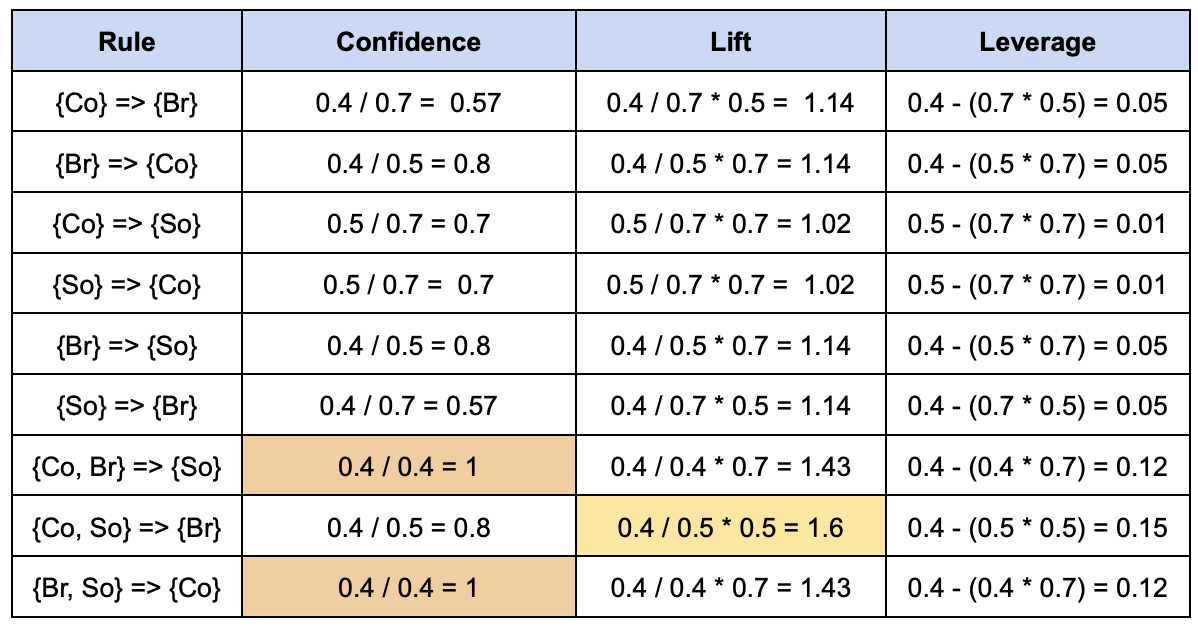 Rule Confidence Lift Leverage
{Co} => {Br} 0.4 / 0.7 = 0.57 0.4 / 0.7 * 0.5 = 1.14 0.4 - (0.7 * 0.5) = 0.05
{Br} => {Co} 0.4 / 0.5 = 0.8 0.4 / 0.5 * 0.7 = 1.14 0.4 - (0.5 * 0.7) = 0.05
{Co} => {So} 0.5 / 0.7 = 0.7 0.5 / 0.7 * 0.7 = 1.02 0.5 - (0.7 * 0.7) = 0.01
{So} => {Co} 0.5 / 0.7 = 0.7 0.5 / 0.7 * 0.7 = 1.02 0.5 - (0.7 * 0.7) = 0.01
{Br} => {So} 0.4 / 0.5 = 0.8 0.4 / 0.5 * 0.7 = 1.14 0.4 - (0.5 * 0.7) = 0.05
{So} => {Br} 0.4 / 0.7 = 0.57 0.4 / 0.7 * 0.5 = 1.14 0.4 - (0.7 * 0.5) = 0.05
{Co, Br} => {So} 0.4 / 0.4 = 1 0.4 / 0.4 * 0.7 = 1.43 0.4 - (0.4 * 0.7) = 0.12
{Co, So} => {Br} 0.4 / 0.5 = 0.8 0.4 / 0.5 * 0.5 = 1.6 0.4 - (0.5 * 0.5) = 0.15
{Br, So} => {Co} 0.4 / 0.4 = 1 0.4 / 0.4 * 0.7 = 1.43 0.4 - (0.4 * 0.7) = 0.12